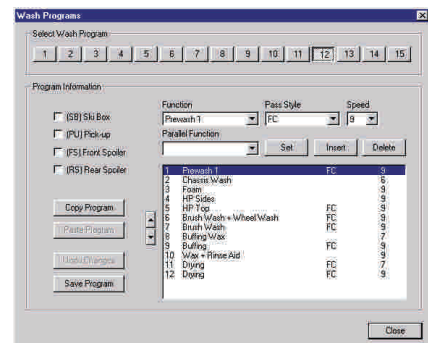 Wash Programs
Select Wash Program
1 2 3 4 5 6 7 8 9 10 11 12 13 14 15
Program Information
Function Pass Style Speed
(SB) Ski Box
Prewash 1 FC 9
(PU) Pick-up
Parallel Function
(FS) Front Spoiler
Set Insert Delete
(RS) Rear Spoiler
1 Prewash 1 FC 9
2 Chassis Wash 6
3 Foam 9
4 HP Sides 9
5 HP Top FC 9
6 Brush Wash + Wheel Wash FC 9
7 Brush Wash FC 7
8 Buffing Wax 7
9 Buffing FC 9
10 Wax + Rinse Aid 9
11 Drying FC 7
12 Drying FC 9
Copy Program
Paste Program
Undo Changes
Save Program
Close